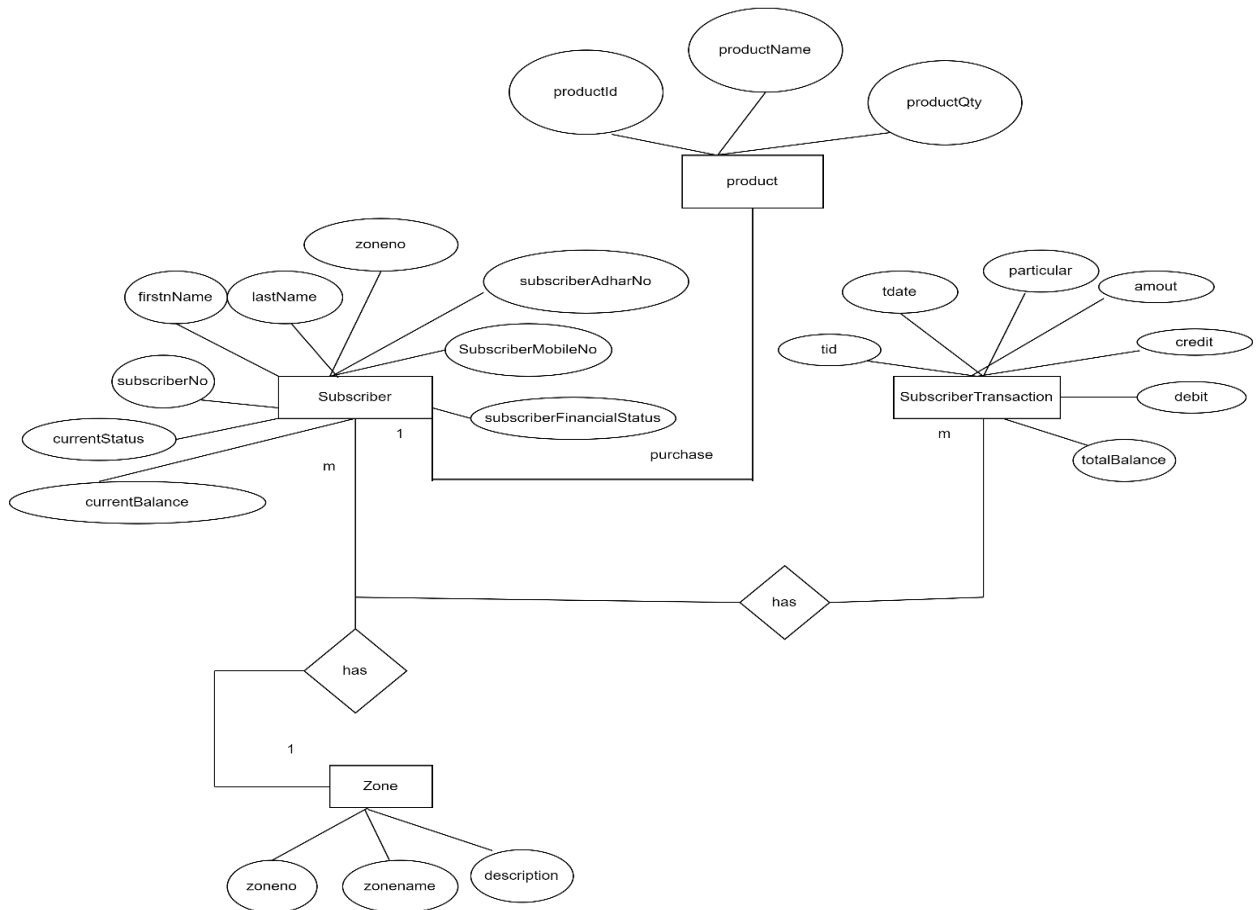 productName
productId
productQty
product
zoneno
particular
subscriberAdharNo
amout
tdate
firstnName
lastName
credit
SubscriberMobileNo
tid
subscriberNo
Subscriber
SubscriberTransaction
debit
subscriberFinancialStatus
1
m
currentStatus
purchase
totalBalance
m
currentBalance
has
has
1
Zone
description
zoneno
zonename